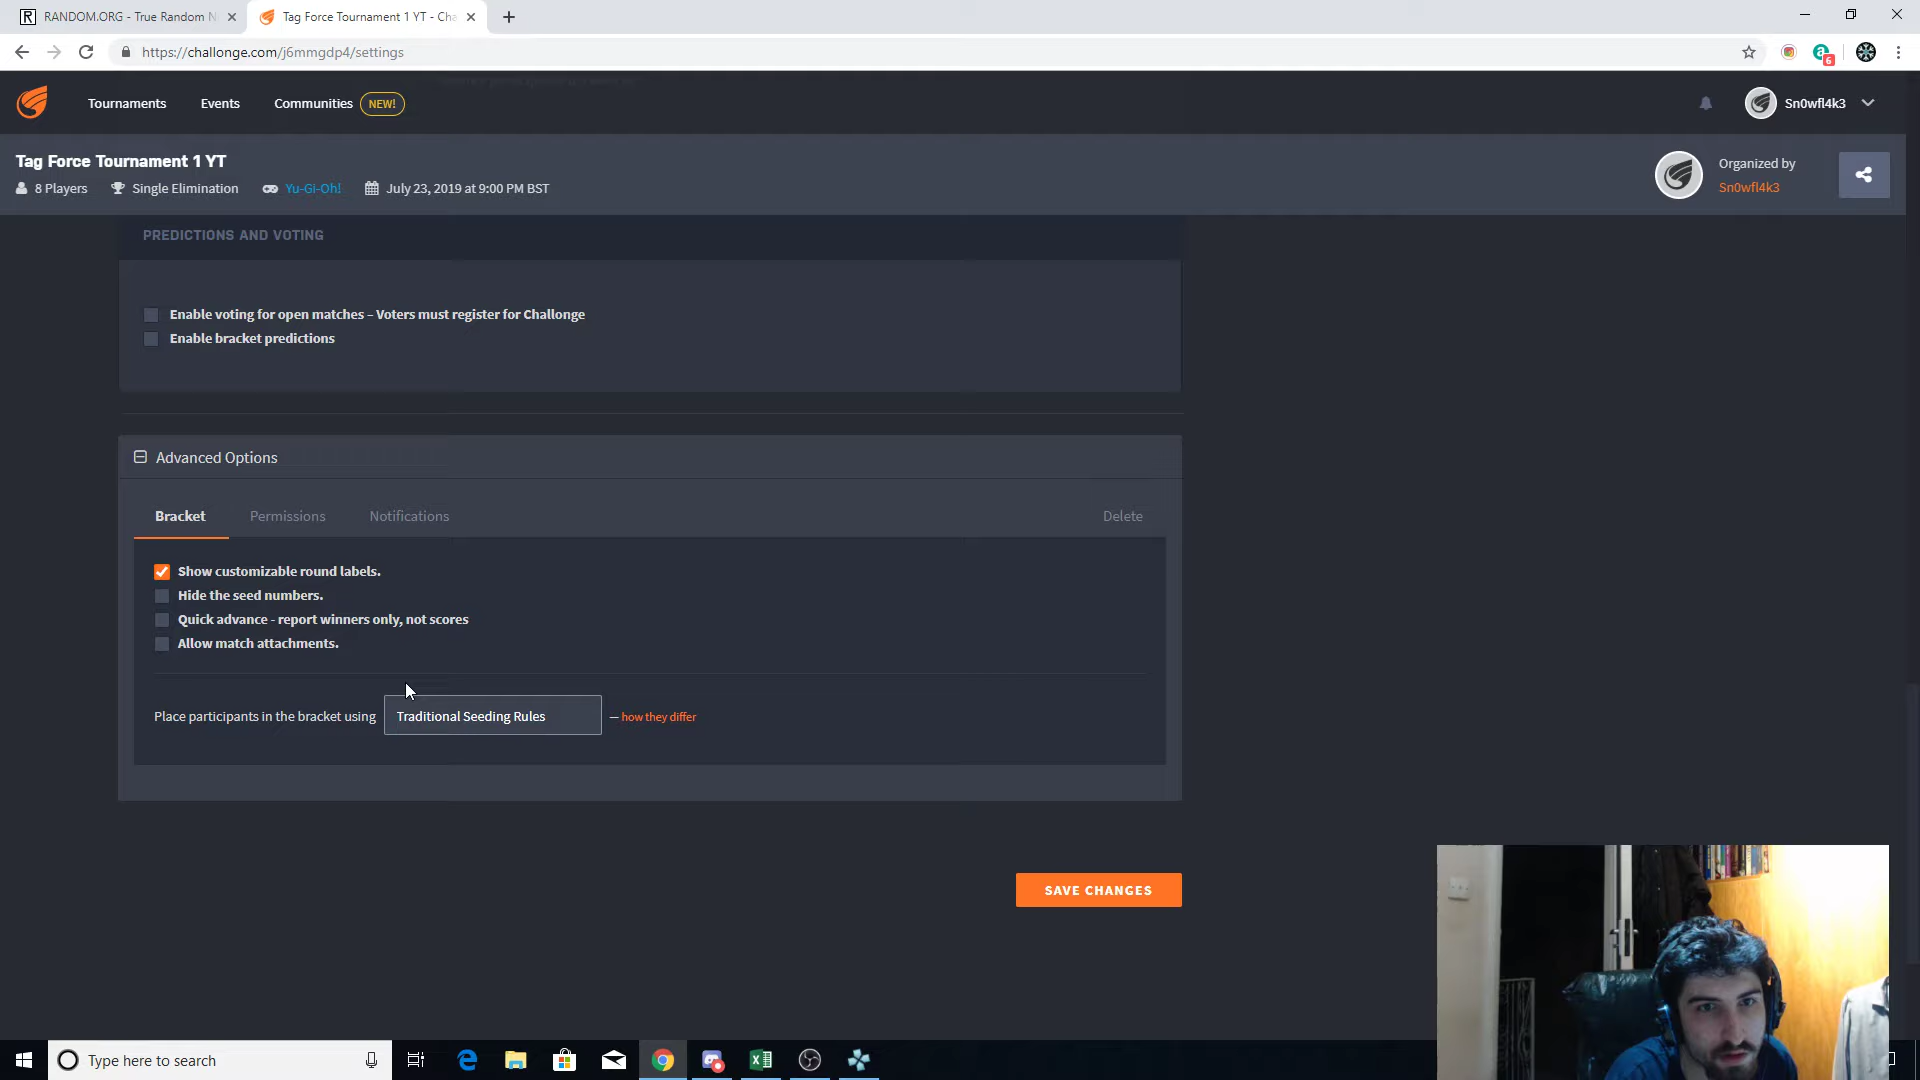 RANDOM.ORG - True Random N
Tag Force Tournament 1 YT - Cha
https://challonge.com/j6mmgdp4/settings
6
Tournaments
Events
Communities
NEW!
Sn0wfl4k3
Tag Force Tournament 1 YT
8 Players
Single Elimination
Yu-Gi-Oh!
July 23, 2019 at 9:00 PM BST
Organized by
Sn0wfl4k3
PREDICTIONS AND VOTING
Enable voting for open matches – Voters must register for Challonge
Enable bracket predictions
Advanced Options
Bracket
Permissions
Notifications
Delete
Show customizable round labels.
Hide the seed numbers.
Quick advance - report winners only, not scores
Allow match attachments.
Place participants in the bracket using
Traditional Seeding Rules
— how they differ
SAVE CHANGES
Type here to search